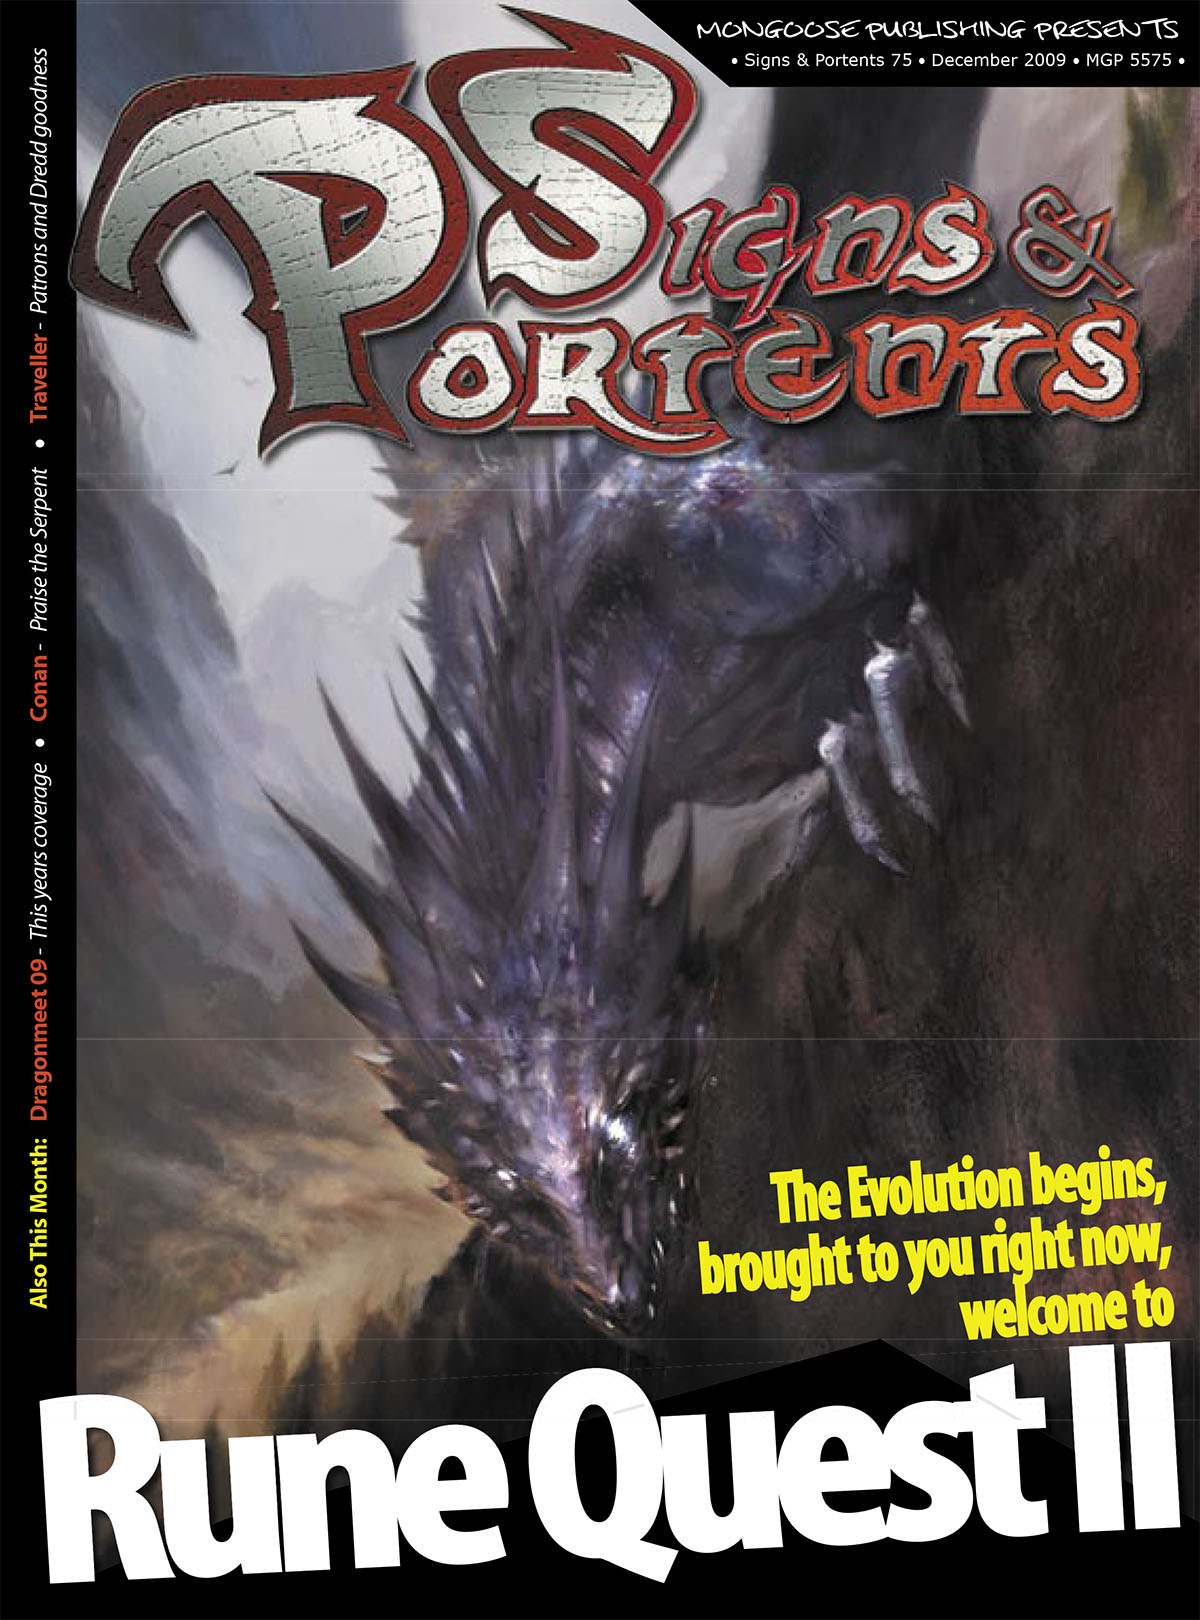 MONGOOSE PUBLISHING PRESENTS
• Signs & Portents 75 • December 2009 • MGP 5575 •
SIGNS &
PORTENTS
Also This Month: Dragonmeet 09 - This years coverage • Conan - Praise the Serpent • Traveller - Patrons and Dredd goodness
The Evolution begins,
brought to you right now,
welcome to
Rune Quest II